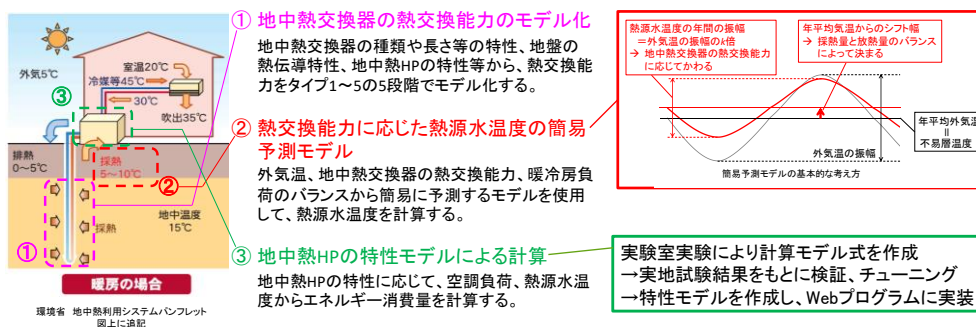 外気5℃
室温20℃
冷媒等45℃
30℃
吹出35℃
③
排熱
0～5℃
採熱
5～10℃
②
地中温度
15℃
採熱
①
暖房の場合
環境省 地中熱利用システムパンフレット
図上に追記
① 地中熱交換器の熱交換能力のモデル化
地中熱交換器の種類や長さ等の特性、地盤の
熱伝導特性、地中熱HPの特性等から、熱交換能
力をタイプ1～5の5段階でモデル化する。
② 熱交換能力に応じた熱源水温度の簡易
予測モデル
外気温、地中熱交換器の熱交換能力、暖冷房負
荷のバランスから簡易に予測するモデルを使用
して、熱源水温度を計算する。
③ 地中熱HPの特性モデルによる計算
地中熱HPの特性に応じて、空調負荷、熱源水温
度からエネルギー消費量を計算する。
熱源水温度の年間の振幅
＝外気温の振幅のk倍
→ 地中熱交換器の熱交換能力
に応じてかわる
年平均気温からのシフト幅
→ 採熱量と放熱量のバランス
によって決まる
年平均外気温
＝
不易層温度
外気温の振幅
簡易予測モデルの基本的な考え方
実験室実験により計算モデル式を作成
→実地試験結果をもとに検証、チューニング
→特性モデルを作成し、Webプログラムに実装